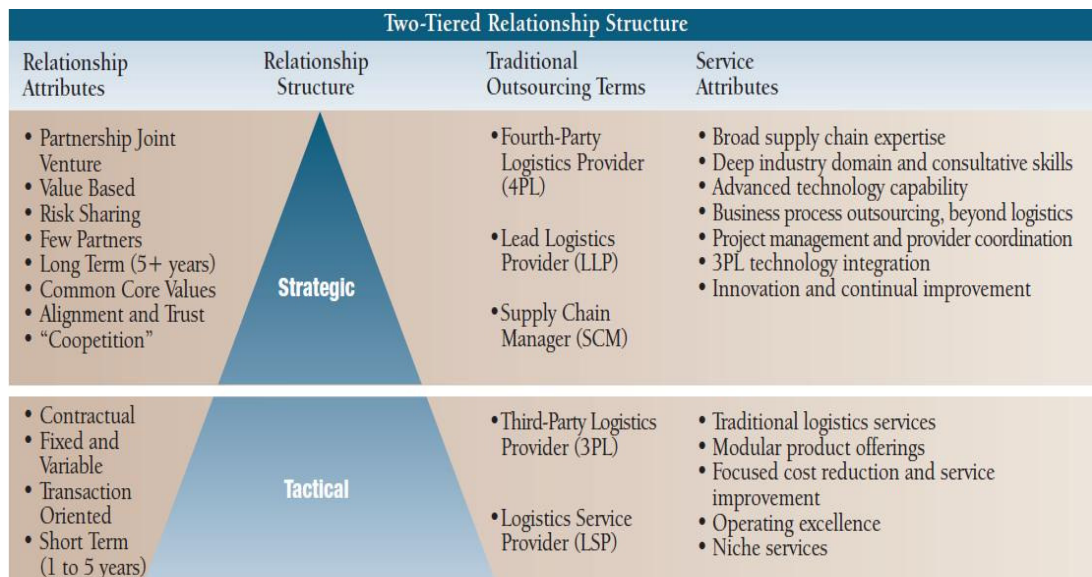 Two-Tiered Relationship Structure
Relationship
Attributes
Relationship
Structure
Traditional
Outsourcing Terms
Service
Attributes
• Partnership Joint
Venture
• Value Based
• Risk Sharing
• Few Partners
• Long Term (5+ years)
• Common Core Values
• Alignment and Trust
• “Coopetition”
Strategic
•Fourth-Party
Logistics Provider
(4PL)
•Lead Logistics
Provider (LLP)
•Supply Chain
Manager (SCM)
•Broad supply chain expertise
•Deep industry domain and consultative skills
•Advanced technology capability
•Business process outsourcing, beyond logistics
•Project management and provider coordination
•3PL technology integration
•Innovation and continual improvement
• Contractual
• Fixed and
Variable
• Transaction
Oriented
• Short Term
(1 to 5 years)
Tactical
•Third-Party Logistics
Provider (3PL)
•Logistics Service
Provider (LSP)
•Traditional logistics services
•Modular product offerings
•Focused cost reduction and service
improvement
•Operating excellence
•Niche services